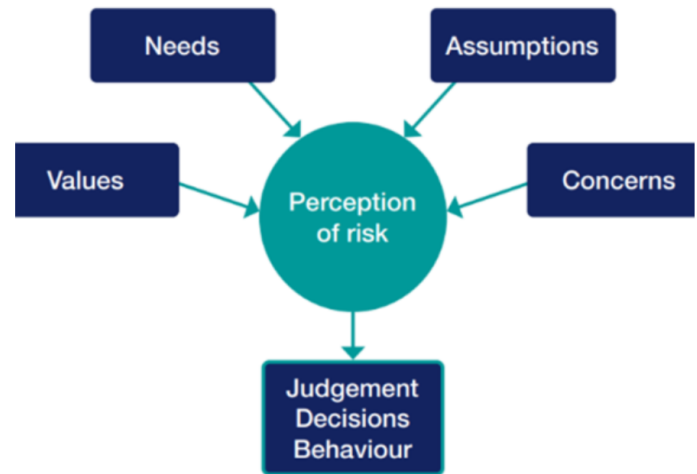 Needs
Assumptions
Values
Concerns
Perception
of risk
Judgement
Decisions
Behaviour